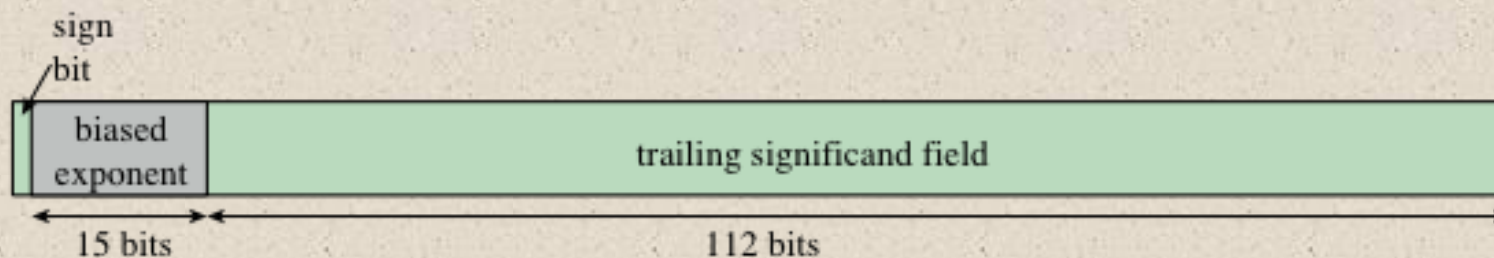 sign
bit
biased
exponent
trailing significand field
15 bits
112 bits